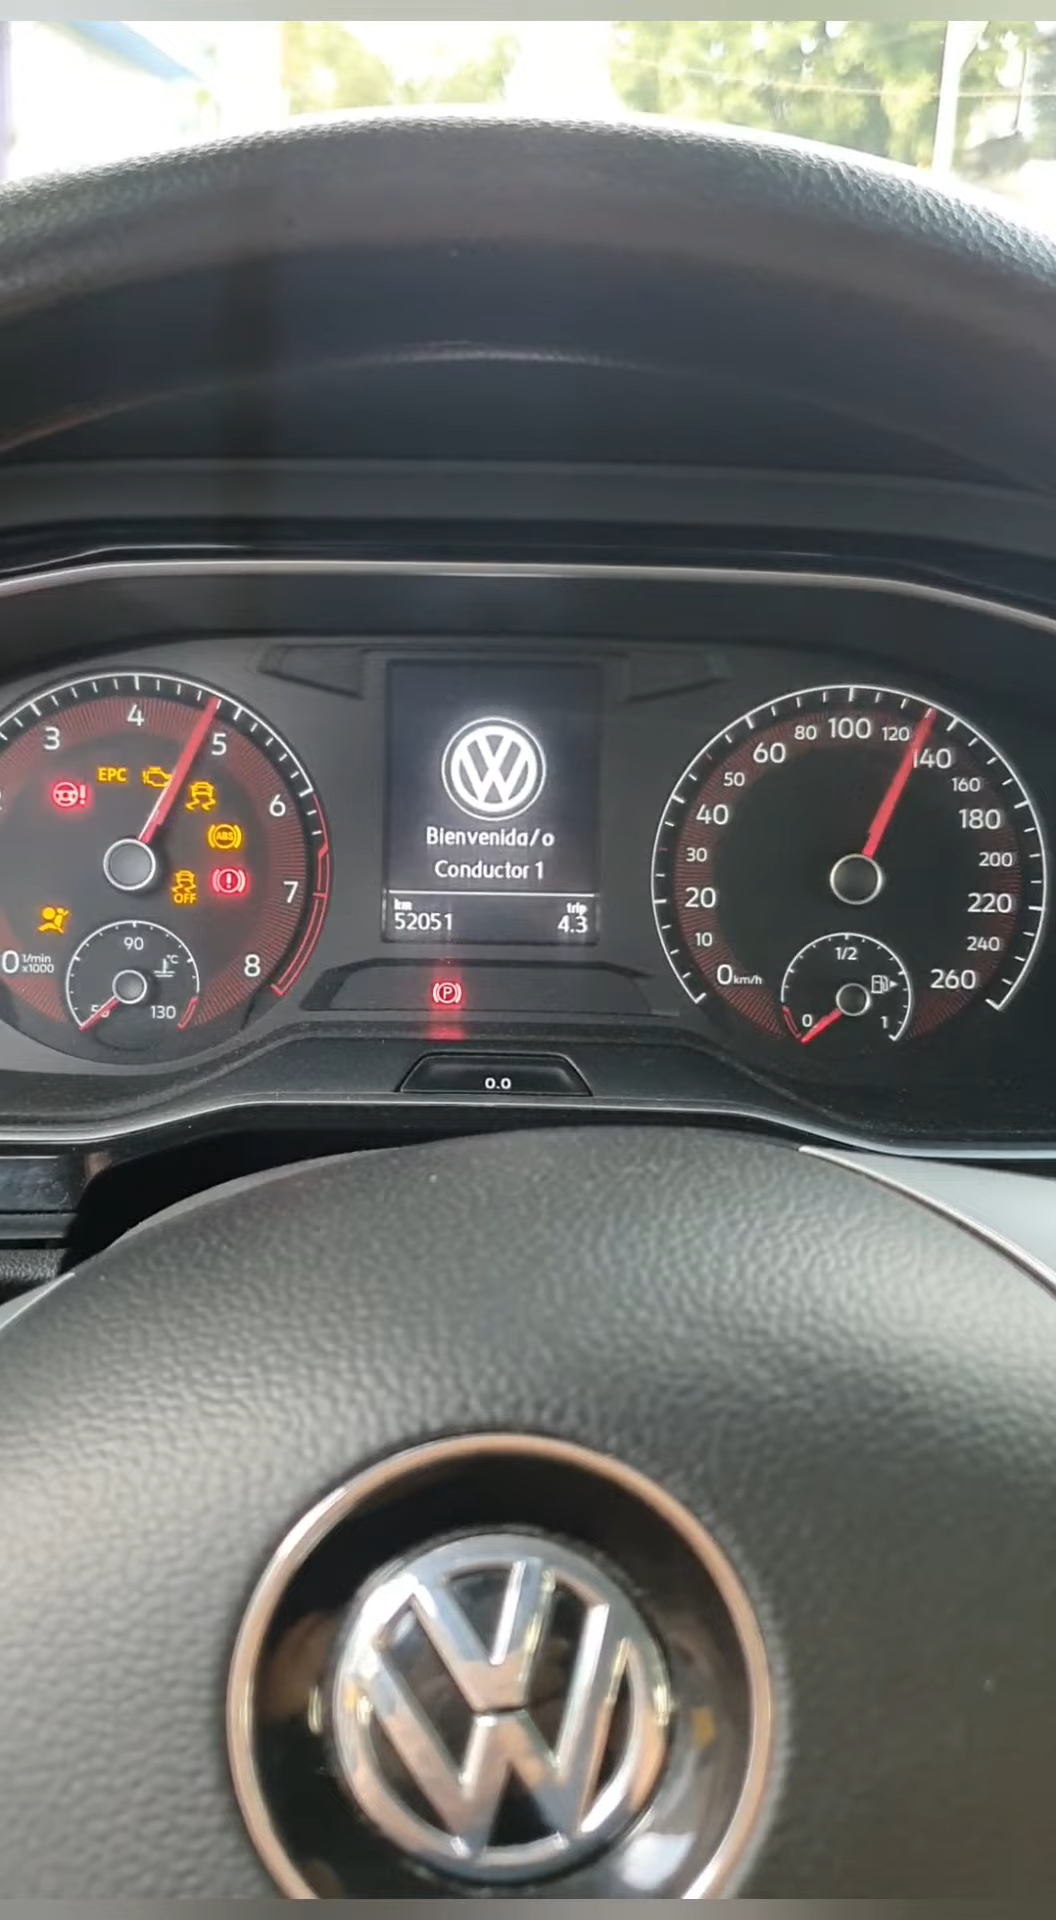 3
4
5
6
7
8
EPC
ABS
OFF
0 1/min
x1000
90
°C
130
Bienvenida/o
Conductor 1
km
52051
trip
4.3
P
0.0
0 km/h
10
20
30
40
50
60
80
100
120
140
160
180
200
220
240
260
1/2
0
1